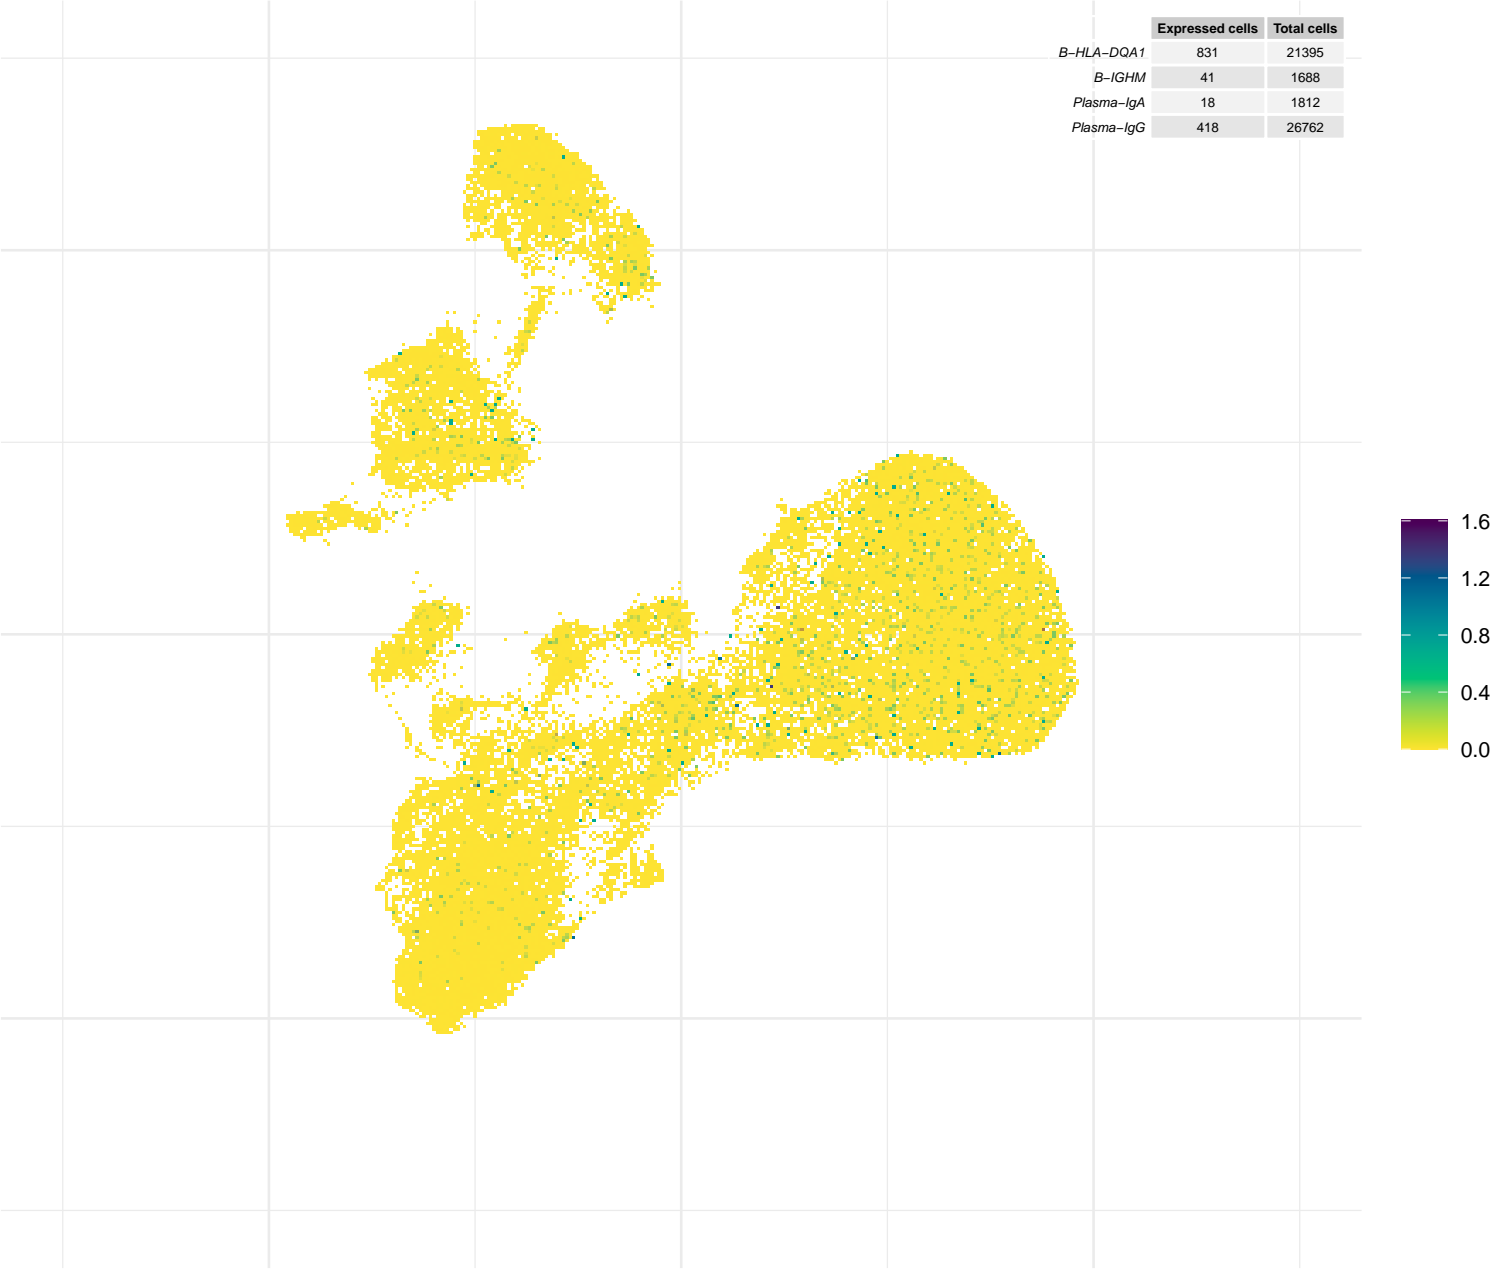 Expressed cells Total cells
B−HLA−DQA1 831 21395
B−IGHM 41 1688
Plasma−IgA 18 1812
Plasma−IgG 418 26762
1.6
1.2
0.8
0.4
0.0